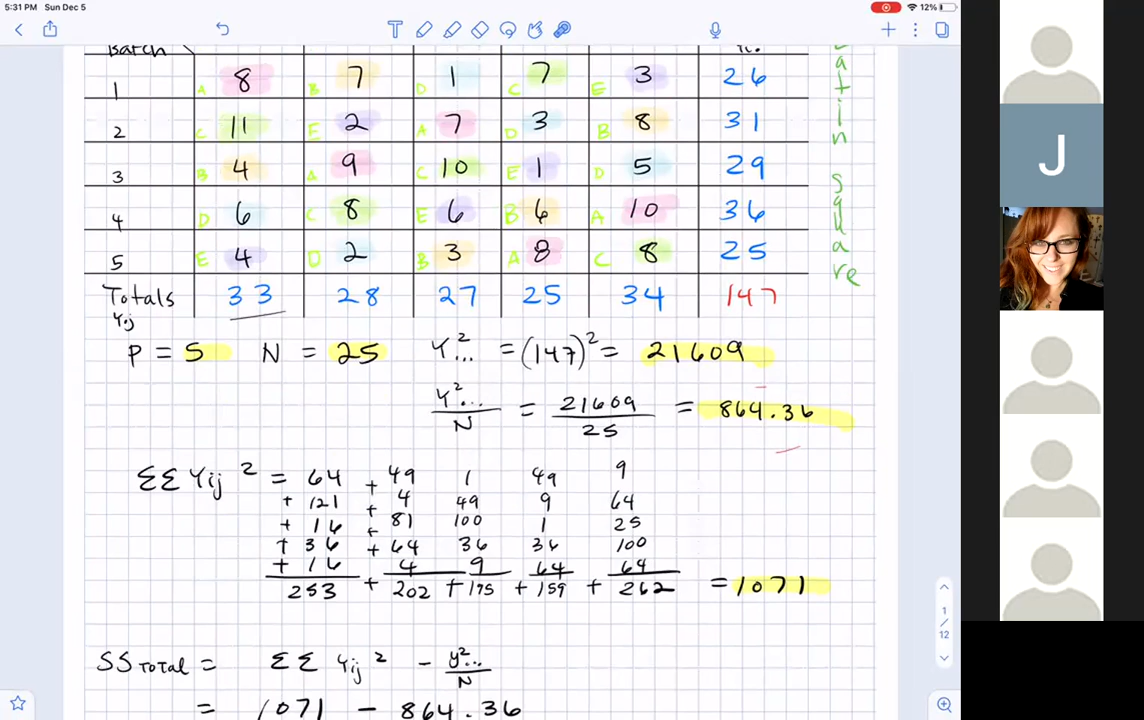 5:31 PM Sun Dec 5
12%
Batch
1 A 8 B 7 D 1 C 7 E 3 26
2 C 11 E 2 A 7 D 3 B 8 31
3 B 4 A 9 C 10 E 1 D 5 29
4 D 6 C 8 E 6 B 6 A 10 36
5 E 4 D 2 B 3 A 8 C 8 25
Totals 33 28 27 25 34 147
Yij
Latin square
P = 5 N = 25 Y...² = (147)² = 21609
Y².../N = 21609/25 = 864.36
ΣΣ Yij² = 64 + 49 1 49 9
+ 121 + 4 49 9 64
+ 16 + 81 100 1 25
+ 36 + 64 36 36 100
+ 16 4 9 64 64
253 + 202 + 195 + 159 + 262 = 1071
SS Total = ΣΣ Yij² - y².../N
= 1071 - 864.36
J
1
/
12